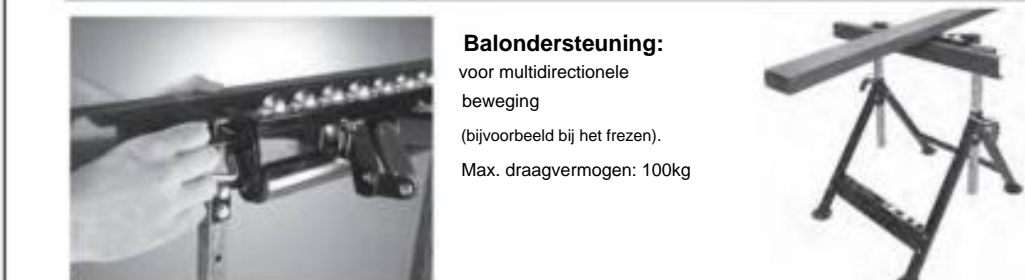 Balondersteuning:
voor multidirectionele
beweging
(bijvoorbeeld bij het frezen).
Max. draagvermogen: 100kg